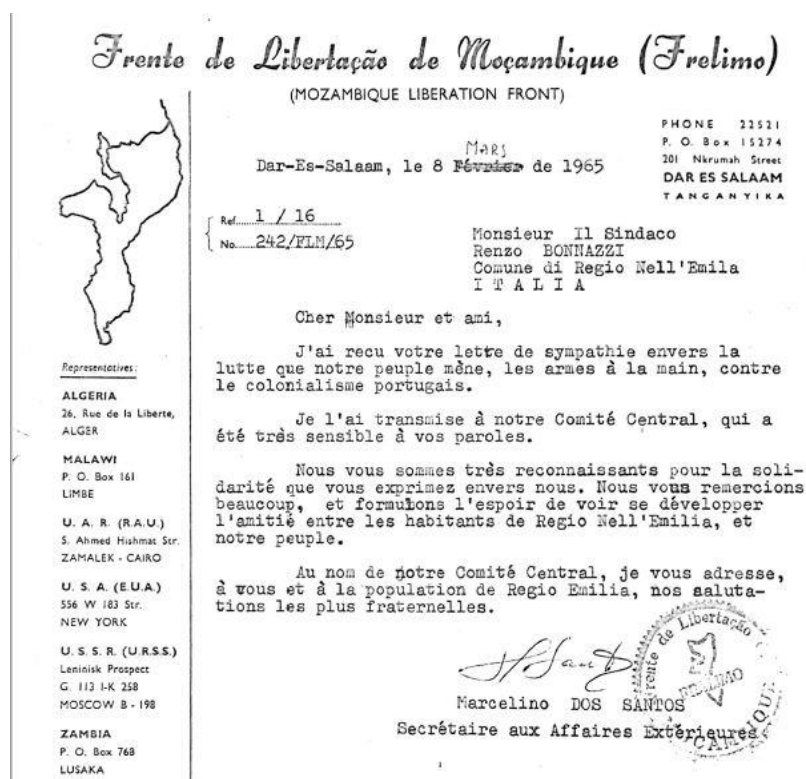 Frente de Libertação de Moçambique (Frelimo)
(MOZAMBIQUE LIBERATION FRONT)
PHONE 22521
P. O. Box 15274
201 Nkrumah Street
DAR ES SALAAM
TANGANYIKA
Mars
Dar-Es-Salaam, le 8 Février de 1965
Ref. 1 / 16
No. 242/FLM/65
Monsieur Il Sindaco
Renzo BONNAZZI
Comune di Regio Nell'Emila
I T A L I A
Cher Monsieur et ami,
J'ai recu votre lettre de sympathie envers la
lutte que notre peuple mène, les armes à la main, contre
le colonialisme portugais.
Je l'ai transmise à notre Comité Central, qui a
été très sensible à vos paroles.
Nous vous sommes très reconnaissants pour la soli-
darité que vous exprimez envers nous. Nous vous remercions
beaucoup, et formulons l'espoir de voir se développer
l'amitié entre les habitants de Regio Nell'Emilia, et
notre peuple.
Au nom de notre Comité Central, je vous adresse,
à vous et à la population de Regio Emilia, nos saluta-
tions les plus fraternelles.
Marcelino DOS SANTOS
Secrétaire aux Affaires Extérieures
Frente de Libertação
FRELIMO
MOÇAMBIQUE
Representatives:
ALGERIA
26, Rue de la Liberte,
ALGER
MALAWI
P. O. Box 161
LIMBE
U. A. R. (R.A.U.)
5. Ahmed Hishmat Str.
ZAMALEK - CAIRO
U. S. A. (E.U.A.)
556 W 183 Str.
NEW YORK
U. S. S. R. (U.R.S.S.)
Leninisk Prospect
G. 113 I-K 258
MOSCOW B - 198
ZAMBIA
P. O. Box 768
LUSAKA